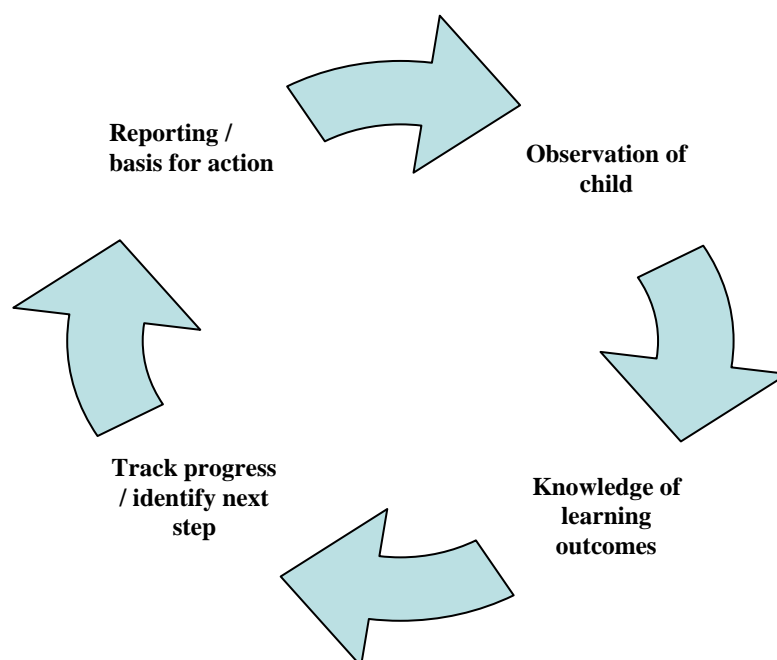 Reporting /
basis for action
Observation of
child
Knowledge of
learning
outcomes
Track progress
/ identify next
step